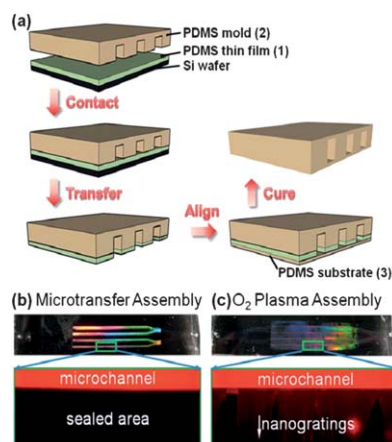 (a)
PDMS mold (2)
PDMS thin film (1)
Si wafer
Contact
Transfer
Align
Cure
PDMS substrate (3)
(b) Microtransfer Assembly
(c) O₂ Plasma Assembly
microchannel
sealed area
microchannel
nanogratings